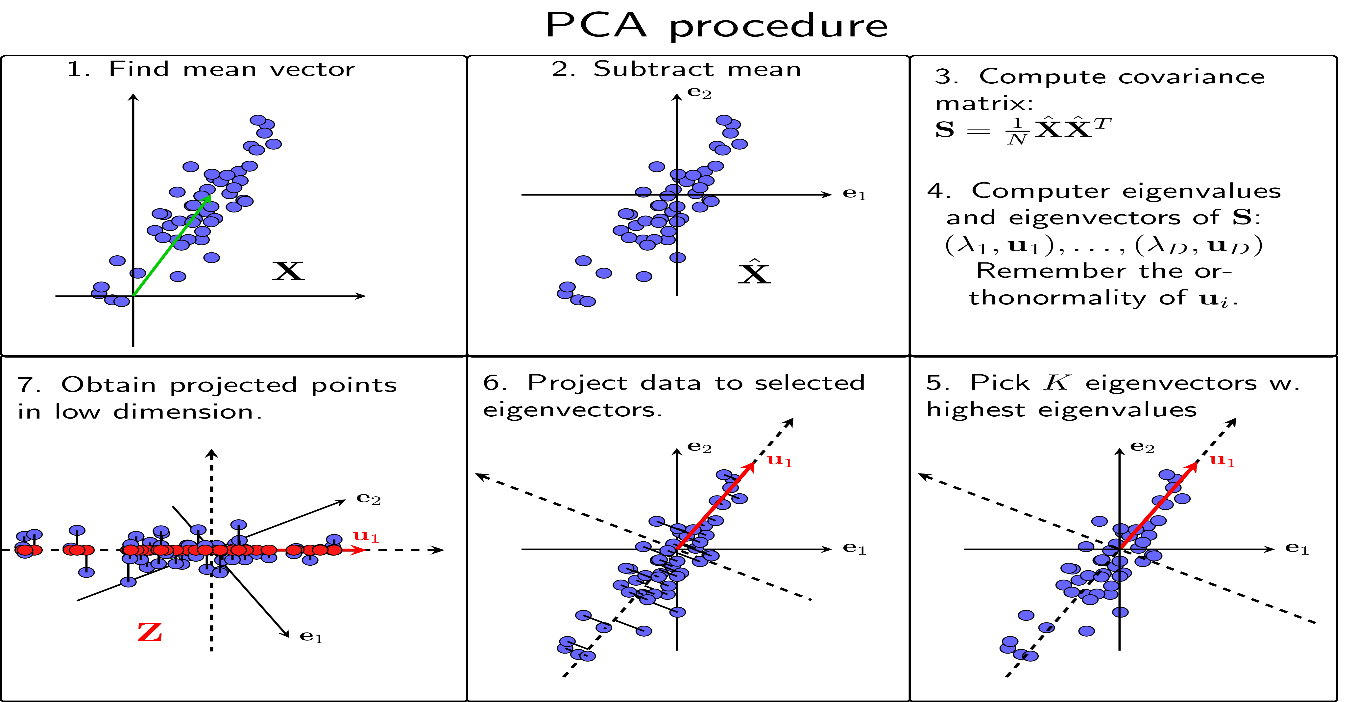 PCA procedure
1. Find mean vector
X
2. Subtract mean
e₂
e₁
X̂
3. Compute covariance
matrix:
S = 1/N X̂X̂ᵀ
4. Computer eigenvalues
and eigenvectors of S:
(λ₁, u₁), . . . , (λ_D, u_D)
Remember the or-
thonormality of uᵢ.
7. Obtain projected points
in low dimension.
e₂
u₁
e₁
Z
6. Project data to selected
eigenvectors.
e₂
u₁
e₁
5. Pick K eigenvectors w.
highest eigenvalues
e₂
u₁
e₁